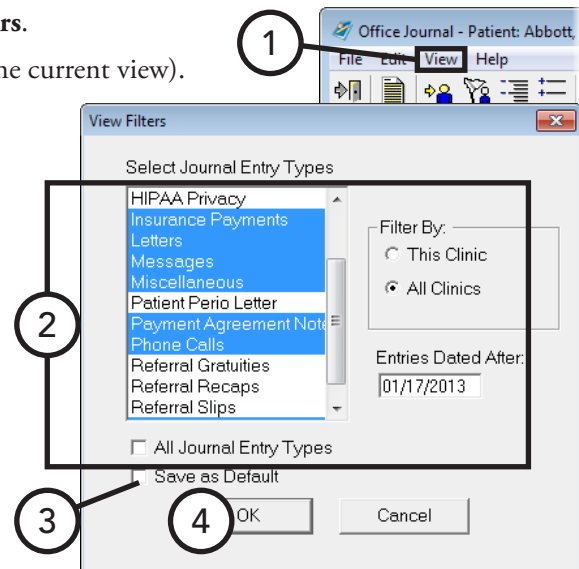 rs.
ne current view).
1
Office Journal - Patient: Abbott,
File Edit View Help
View Filters
Select Journal Entry Types
HIPAA Privacy
Insurance Payments
Letters
Messages
Miscellaneous
Patient Perio Letter
Payment Agreement Note
Phone Calls
Referral Gratuities
Referral Recaps
Referral Slips
Filter By:
This Clinic
All Clinics
Entries Dated After:
01/17/2013
2
All Journal Entry Types
Save as Default
3
4
OK
Cancel